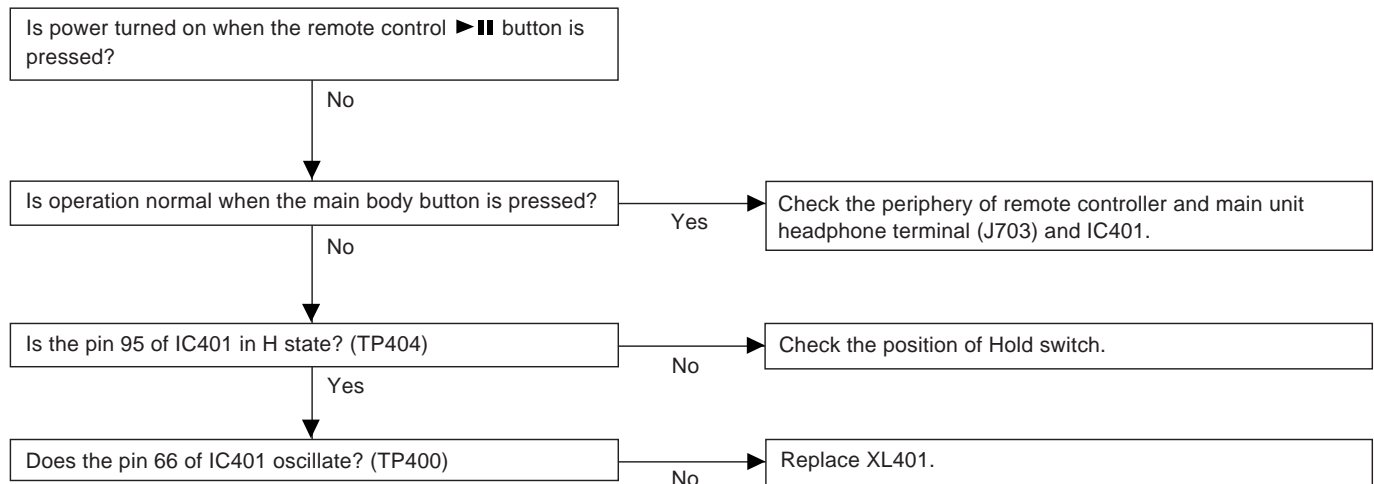 Is power turned on when the remote control ►❚❚ button is
pressed?
No
Is operation normal when the main body button is pressed?
Yes
Check the periphery of remote controller and main unit
headphone terminal (J703) and IC401.
No
Is the pin 95 of IC401 in H state? (TP404)
No
Check the position of Hold switch.
Yes
Does the pin 66 of IC401 oscillate? (TP400)
No
Replace XL401.